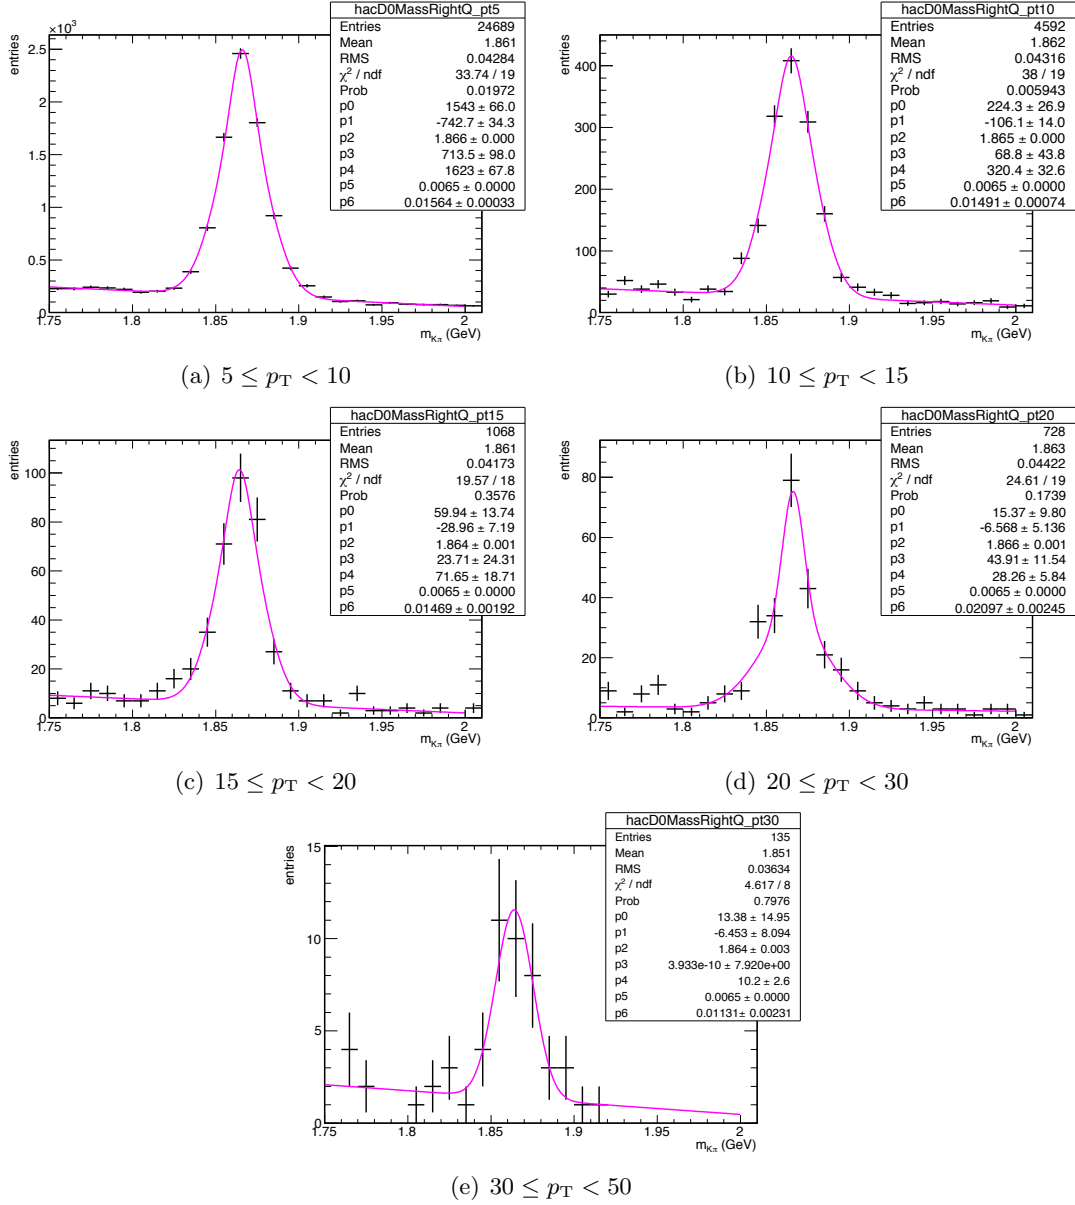 hacD0MassRightQ_pt5
Entries 24689
Mean 1.861
RMS 0.04284
χ² / ndf 33.74 / 19
Prob 0.01972
p0 1543 ± 66.0
p1 -742.7 ± 34.3
p2 1.866 ± 0.000
p3 713.5 ± 98.0
p4 1623 ± 67.8
p5 0.0065 ± 0.0000
p6 0.01564 ± 0.00033
×10³
entries
2.5
2
1.5
1
0.5
0
1.75 1.8 1.85 1.9 1.95 2
m_Kπ (GeV)
(a) 5 ≤ p_T < 10
hacD0MassRightQ_pt10
Entries 4592
Mean 1.862
RMS 0.04316
χ² / ndf 38 / 19
Prob 0.005943
p0 224.3 ± 26.9
p1 -106.1 ± 14.0
p2 1.865 ± 0.000
p3 68.8 ± 43.8
p4 320.4 ± 32.6
p5 0.0065 ± 0.0000
p6 0.01491 ± 0.00074
entries
400
300
200
100
0
1.75 1.8 1.85 1.9 1.95 2
m_Kπ (GeV)
(b) 10 ≤ p_T < 15
hacD0MassRightQ_pt15
Entries 1068
Mean 1.861
RMS 0.04173
χ² / ndf 19.57 / 18
Prob 0.3576
p0 59.94 ± 13.74
p1 -28.96 ± 7.19
p2 1.864 ± 0.001
p3 23.71 ± 24.31
p4 71.65 ± 18.71
p5 0.0065 ± 0.0000
p6 0.01469 ± 0.00192
entries
100
80
60
40
20
0
1.75 1.8 1.85 1.9 1.95 2
m_Kπ (GeV)
(c) 15 ≤ p_T < 20
hacD0MassRightQ_pt20
Entries 728
Mean 1.863
RMS 0.04422
χ² / ndf 24.61 / 19
Prob 0.1739
p0 15.37 ± 9.80
p1 -6.568 ± 5.136
p2 1.866 ± 0.001
p3 43.91 ± 11.54
p4 28.26 ± 5.84
p5 0.0065 ± 0.0000
p6 0.02097 ± 0.00245
entries
80
60
40
20
0
1.75 1.8 1.85 1.9 1.95 2
m_Kπ (GeV)
(d) 20 ≤ p_T < 30
hacD0MassRightQ_pt30
Entries 135
Mean 1.851
RMS 0.03634
χ² / ndf 4.617 / 8
Prob 0.7976
p0 13.38 ± 14.95
p1 -6.453 ± 8.094
p2 1.864 ± 0.003
p3 3.933e-10 ± 7.920e+00
p4 10.2 ± 2.6
p5 0.0065 ± 0.0000
p6 0.01131± 0.00231
entries
15
10
5
0
1.75 1.8 1.85 1.9 1.95 2
m_Kπ (GeV)
(e) 30 ≤ p_T < 50